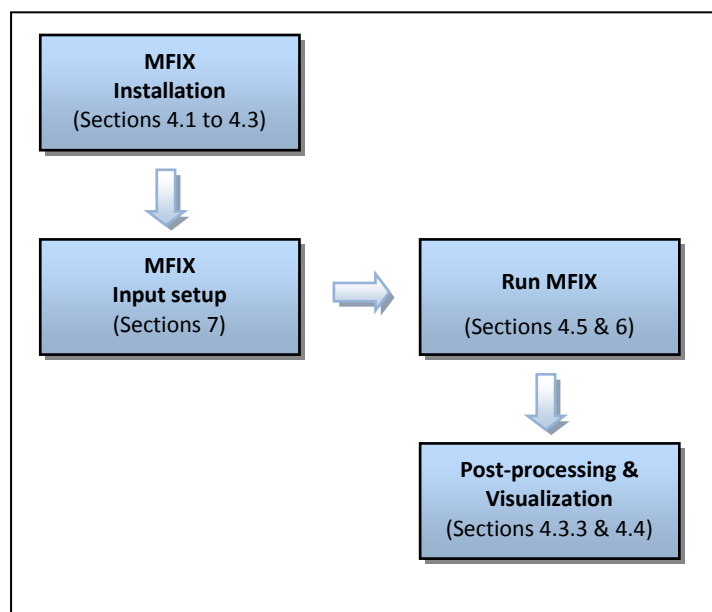 MFIX
Installation
(Sections 4.1 to 4.3)
MFIX
Input setup
(Sections 7)
Run MFIX
(Sections 4.5 & 6)
Post-processing &
Visualization
(Sections 4.3.3 & 4.4)